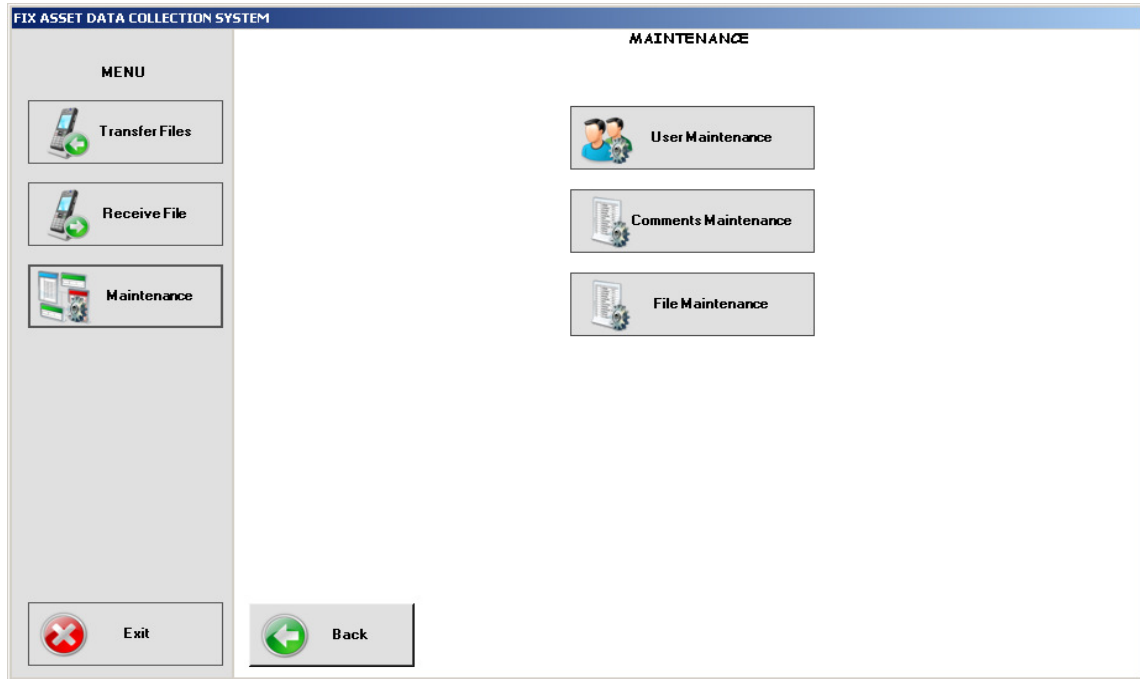 FIX ASSET DATA COLLECTION SYSTEM
MENU
Transfer Files
Receive File
Maintenance
Exit
MAINTENANCE
User Maintenance
Comments Maintenance
File Maintenance
Back